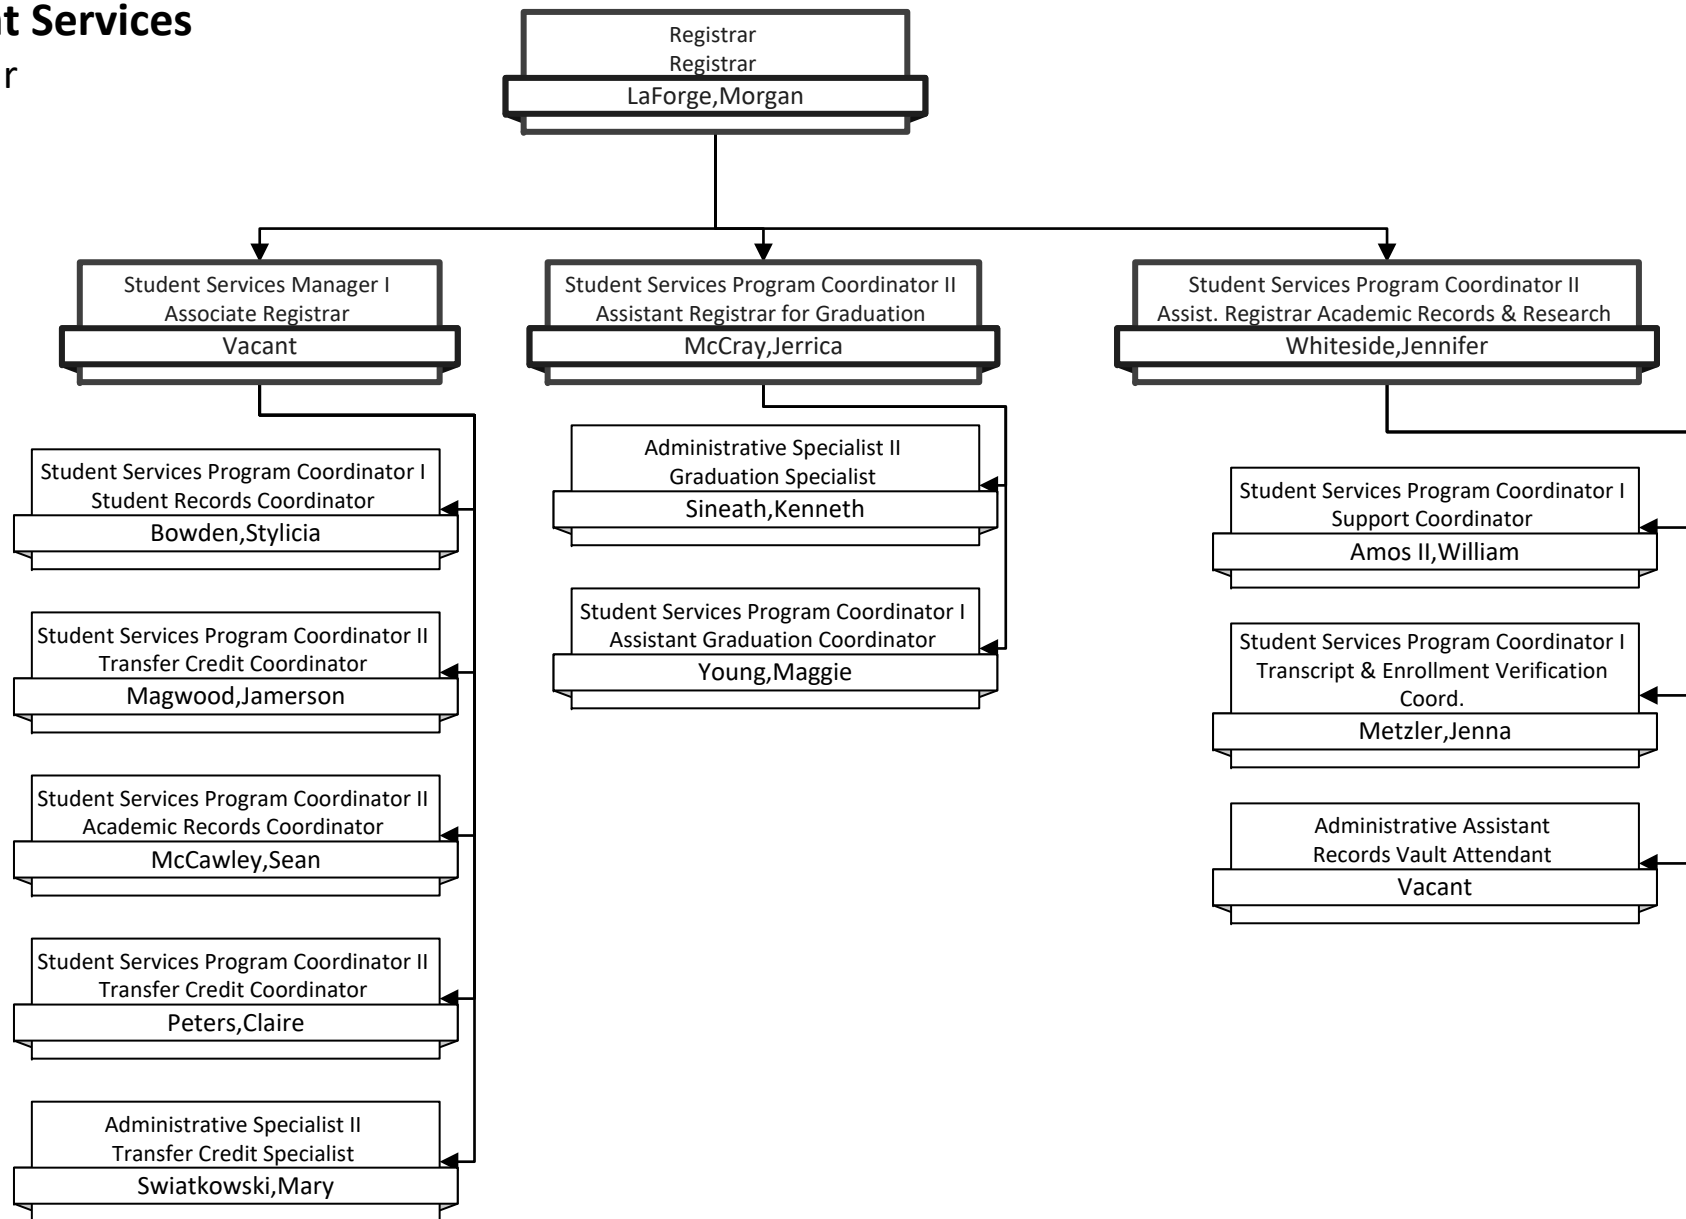 t Services
r
Registrar
Registrar
LaForge,Morgan
Student Services Manager I
Associate Registrar
Vacant
Student Services Program Coordinator II
Assistant Registrar for Graduation
McCray,Jerrica
Student Services Program Coordinator II
Assist. Registrar Academic Records & Research
Whiteside,Jennifer
Student Services Program Coordinator I
Student Records Coordinator
Bowden,Stylicia
Student Services Program Coordinator II
Transfer Credit Coordinator
Magwood,Jamerson
Student Services Program Coordinator II
Academic Records Coordinator
McCawley,Sean
Student Services Program Coordinator II
Transfer Credit Coordinator
Peters,Claire
Administrative Specialist II
Transfer Credit Specialist
Swiatkowski,Mary
Administrative Specialist II
Graduation Specialist
Sineath,Kenneth
Student Services Program Coordinator I
Assistant Graduation Coordinator
Young,Maggie
Student Services Program Coordinator I
Support Coordinator
Amos II,William
Student Services Program Coordinator I
Transcript & Enrollment Verification
Coord.
Metzler,Jenna
Administrative Assistant
Records Vault Attendant
Vacant